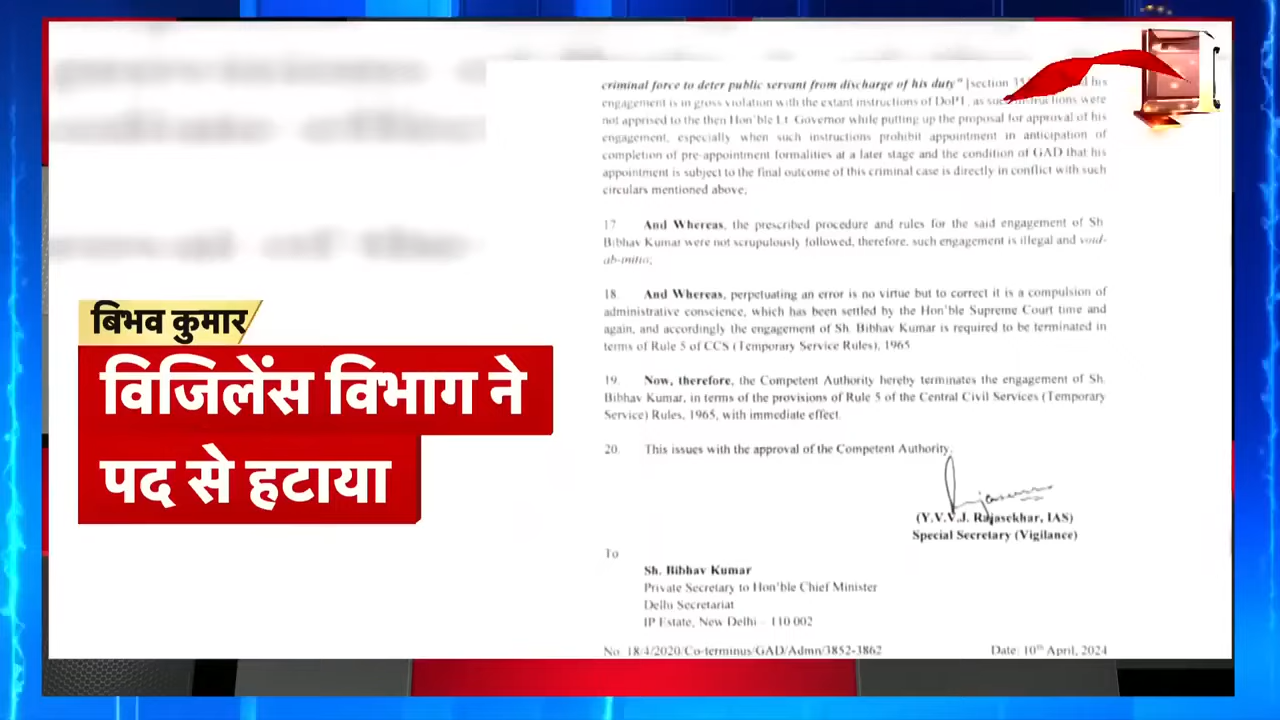 criminal force to deter public servant from discharge of his duty" [section his
engagement is in gross violation with the extant instructions of DoPT, as such instructions were
not apprised to the then Hon'ble Lt. Governor while putting up the proposal for approval of his
engagement, especially when such instructions prohibit appointment in anticipation of
completion of pre-appointment formalities at a later stage and the condition of GAD that his
appointment is subject to the final outcome of this criminal case is directly in conflict with such
circulars mentioned above;
17. And Whereas, the prescribed procedure and rules for the said engagement of Sh.
Bibhav Kumar were not scrupulously followed, therefore, such engagement is illegal and void-
ab-initio;
18. And Whereas, perpetuating an error is no virtue but to correct it is a compulsion of
administrative conscience, which has been settled by the Hon'ble Supreme Court time and
again, and accordingly the engagement of Sh. Bibhav Kumar is required to be terminated in
terms of Rule 5 of CCS (Temporary Service Rules), 1965.
19. Now, therefore, the Competent Authority hereby terminates the engagement of Sh.
Bibhav Kumar, in terms of the provisions of Rule 5 of the Central Civil Services (Temporary
Service) Rules, 1965, with immediate effect.
20. This issues with the approval of the Competent Authority.
(Y.V.V.J. Rajasekhar, IAS)
Special Secretary (Vigilance)
To
Sh. Bibhav Kumar
Private Secretary to Hon'ble Chief Minister
Delhi Secretariat
IP Estate, New Delhi – 110 002
No. 18/4/2020/Co-terminus/GAD/Admn/3852-3862 Date: 10th April, 2024
बिभव कुमार
विजिलेंस विभाग ने
पद से हटाया